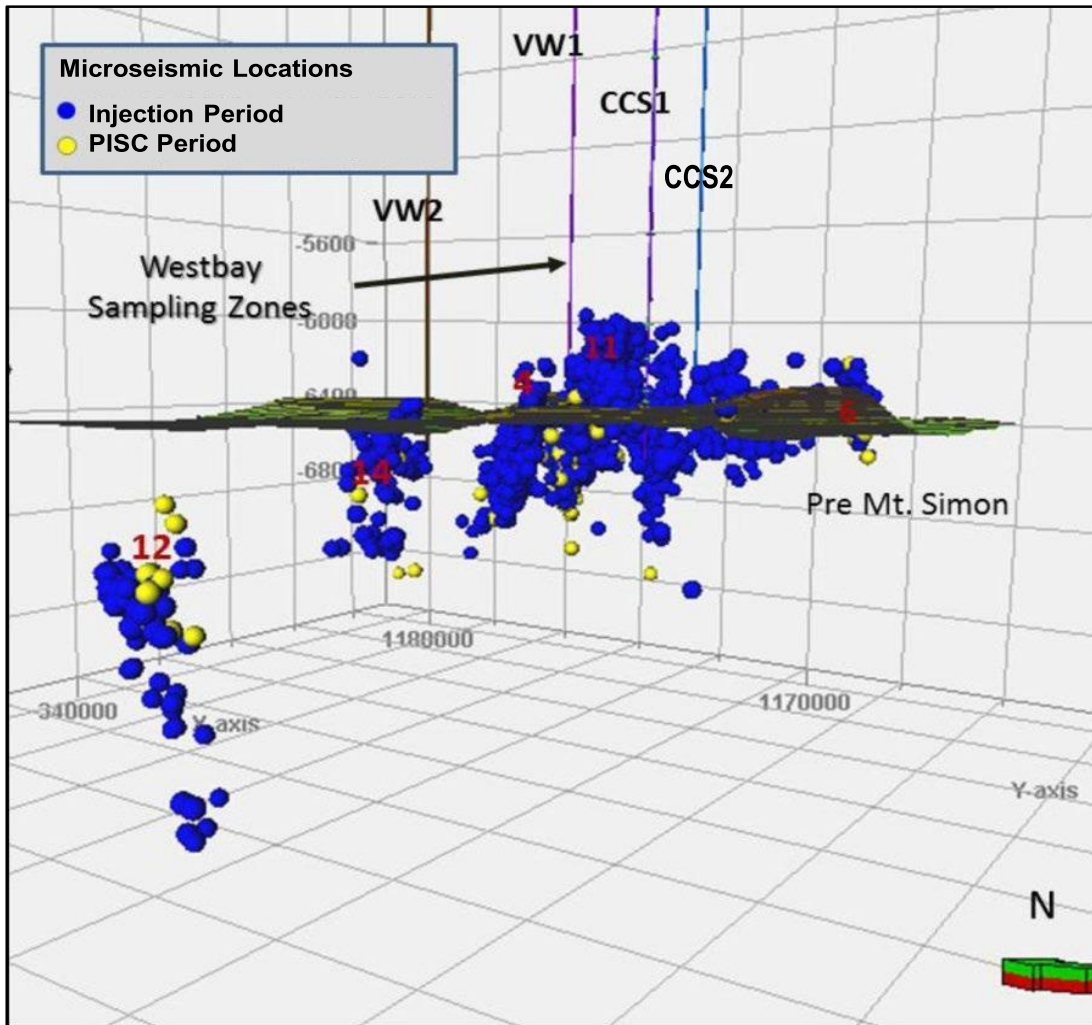 Microseismic Locations
Injection Period
PISC Period
VW1
CCS1
CCS2
VW2
-5600
Westbay
Sampling Zones
-6000
11
4
-6400
6
14
-6800
Pre Mt. Simon
12
1180000
340000
Y-axis
1170000
Y-axis
N